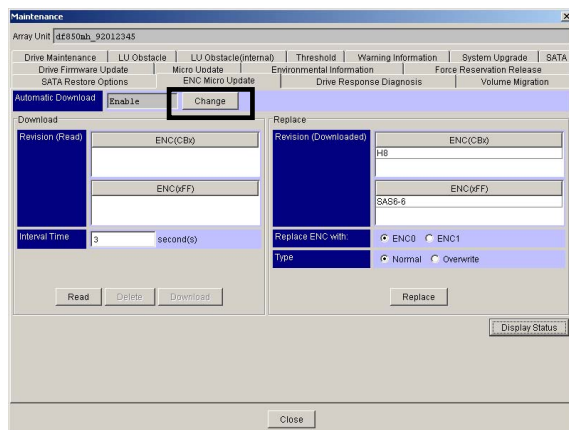 Maintenance
Array Unit df850mh_92012345
Drive Maintenance LU Obstacle LU Obstacle(internal) Threshold Warning Information System Upgrade SATA
Drive Firmware Update Micro Update Environmental Information Force Reservation Release
SATA Restore Options ENC Micro Update Drive Response Diagnosis Volume Migration
Automatic Download Enable Change
Download Replace
Revision (Read) ENC(CBx) Revision (Downloaded) ENC(CBx)
H8
ENC(xFF) ENC(xFF)
SAS6-6
Interval Time 3 second(s) Replace ENC with: ENC0 ENC1
Type Normal Overwrite
Read Delete Download Replace
Display Status
Close